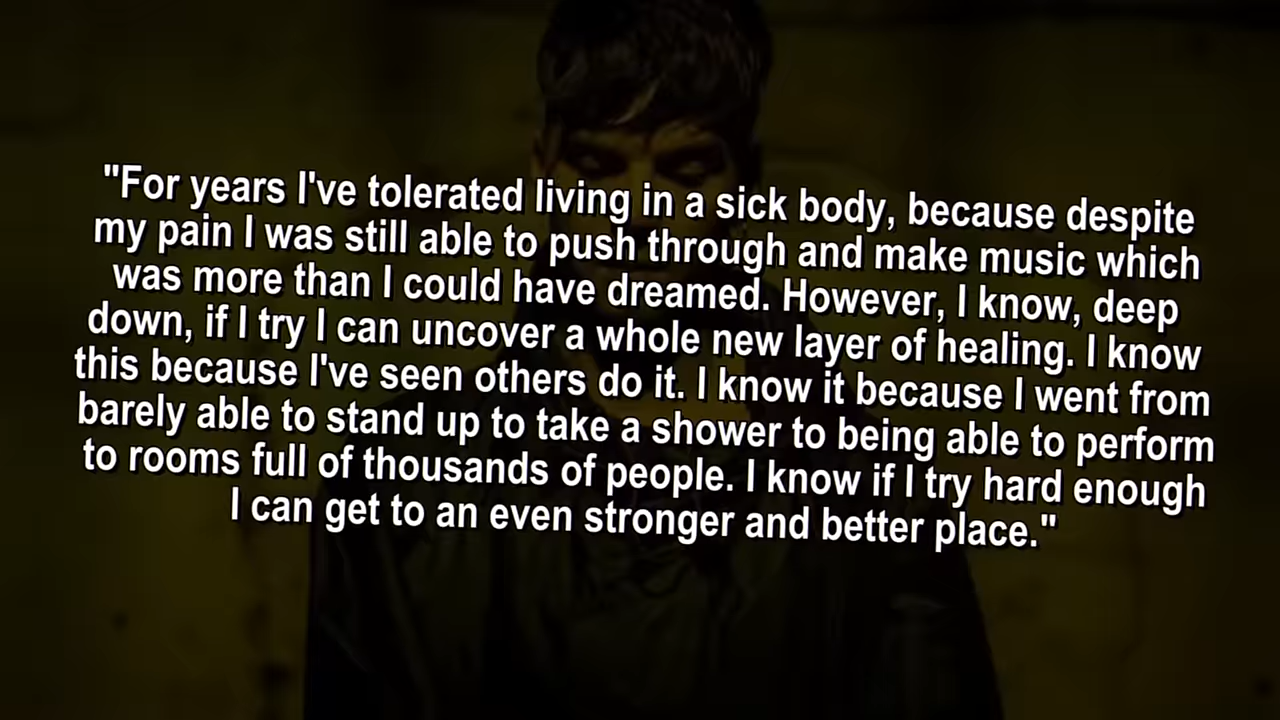 "For years I've tolerated living in a sick body, because despite
my pain I was still able to push through and make music which
was more than I could have dreamed. However, I know, deep
down, if I try I can uncover a whole new layer of healing. I know
this because I've seen others do it. I know it because I went from
barely able to stand up to take a shower to being able to perform
to rooms full of thousands of people. I know if I try hard enough
I can get to an even stronger and better place."